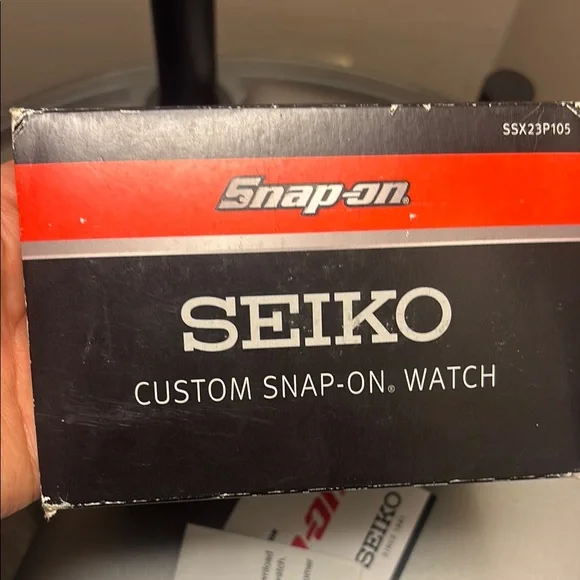 SSX23P105
Snap-on®
SEIKO
CUSTOM SNAP-ON® WATCH
SEIKO